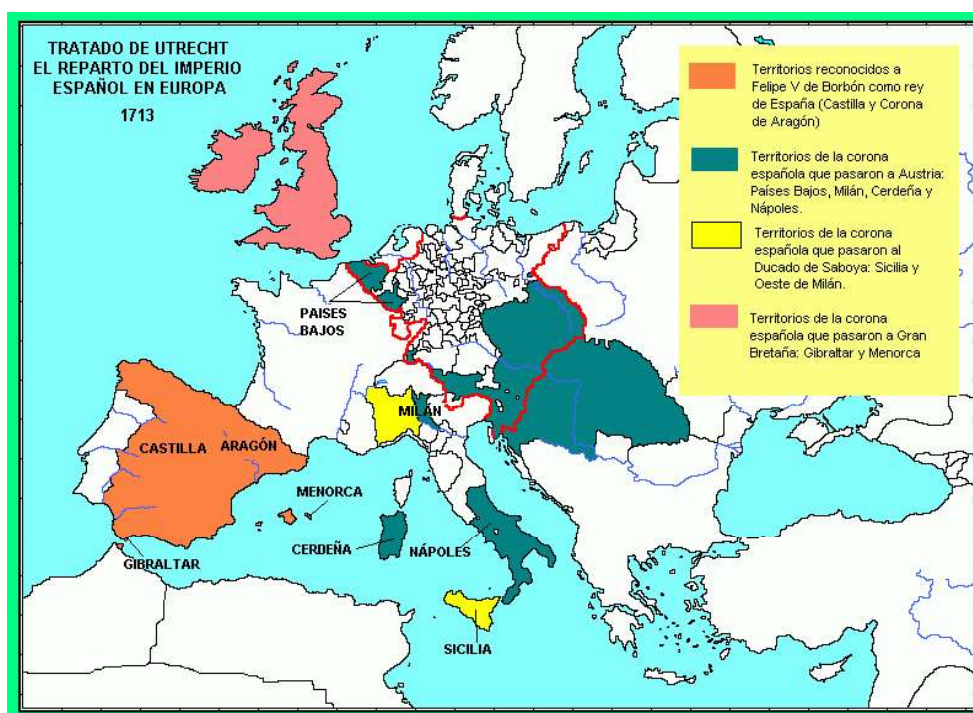 TRATADO DE UTRECHT
EL REPARTO DEL IMPERIO
ESPAÑOL EN EUROPA
1713
Territorios reconocidos a
Felipe V de Borbón como rey
de España (Castilla y Corona
de Aragón)
Territorios de la corona
española que pasaron a Austria:
Países Bajos, Milán, Cerdeña y
Nápoles.
Territorios de la corona
española que pasaron al
Ducado de Saboya: Sicilia y
Oeste de Milán.
Territorios de la corona
española que pasaron a Gran
Bretaña: Gibraltar y Menorca
PAISES
BAJOS
MILÁN
CASTILLA
ARAGÓN
MENORCA
CERDEÑA
NÁPOLES
GIBRALTAR
SICILIA